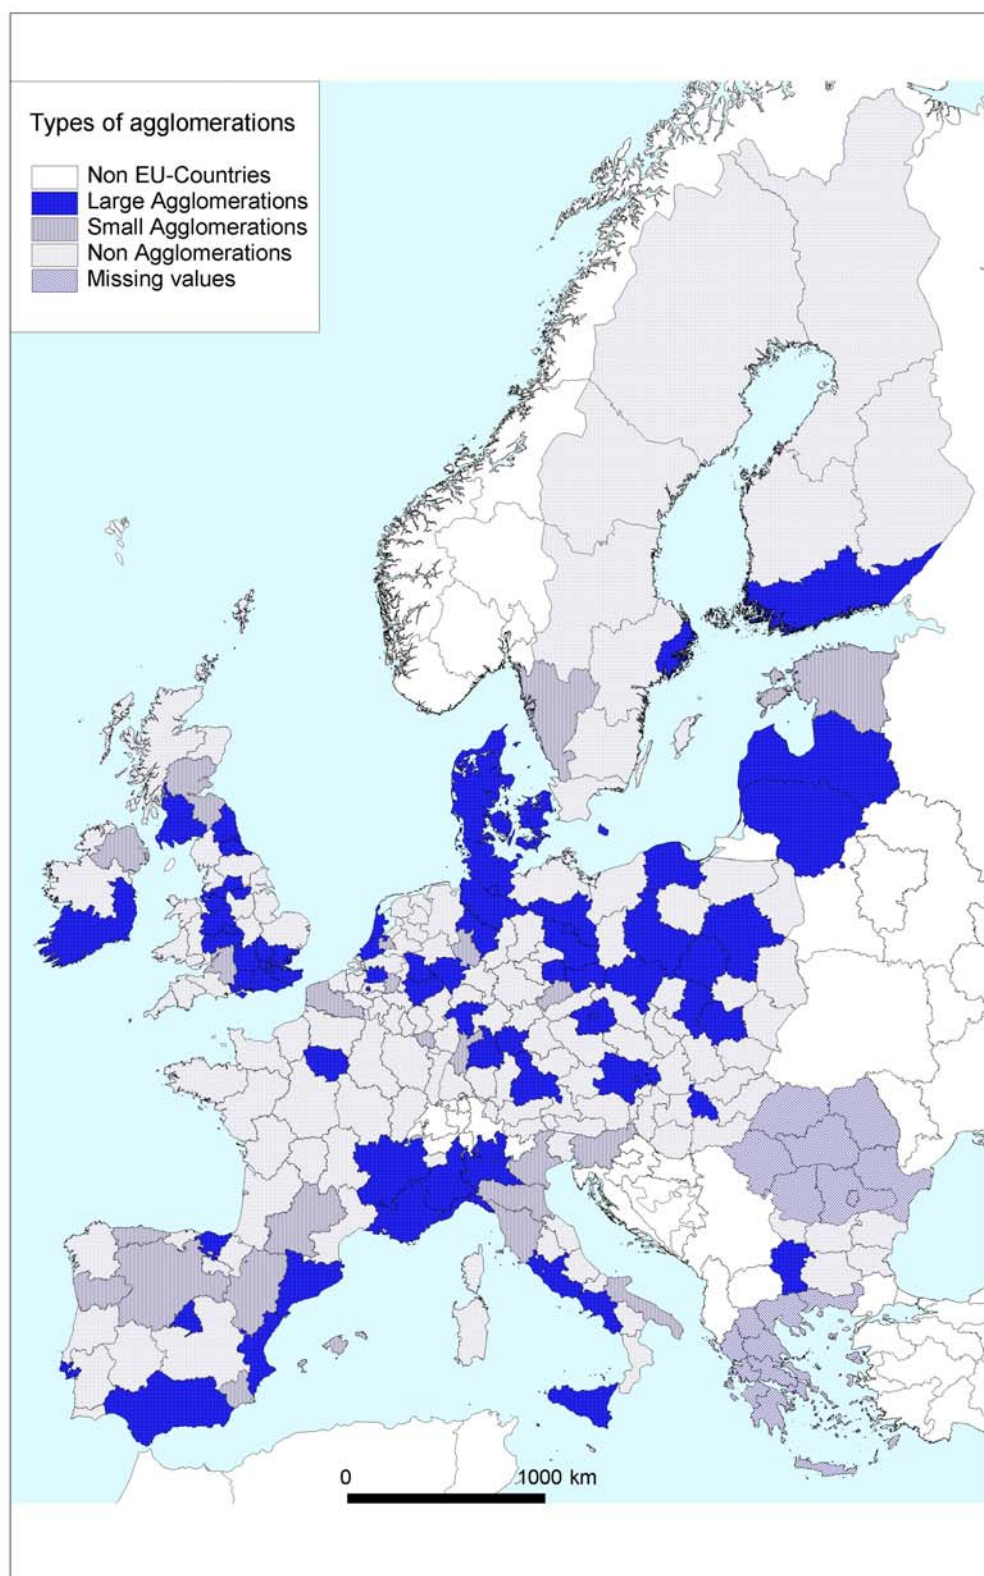 Types of agglomerations
Non EU-Countries
Large Agglomerations
Small Agglomerations
Non Agglomerations
Missing values
0 1000 km